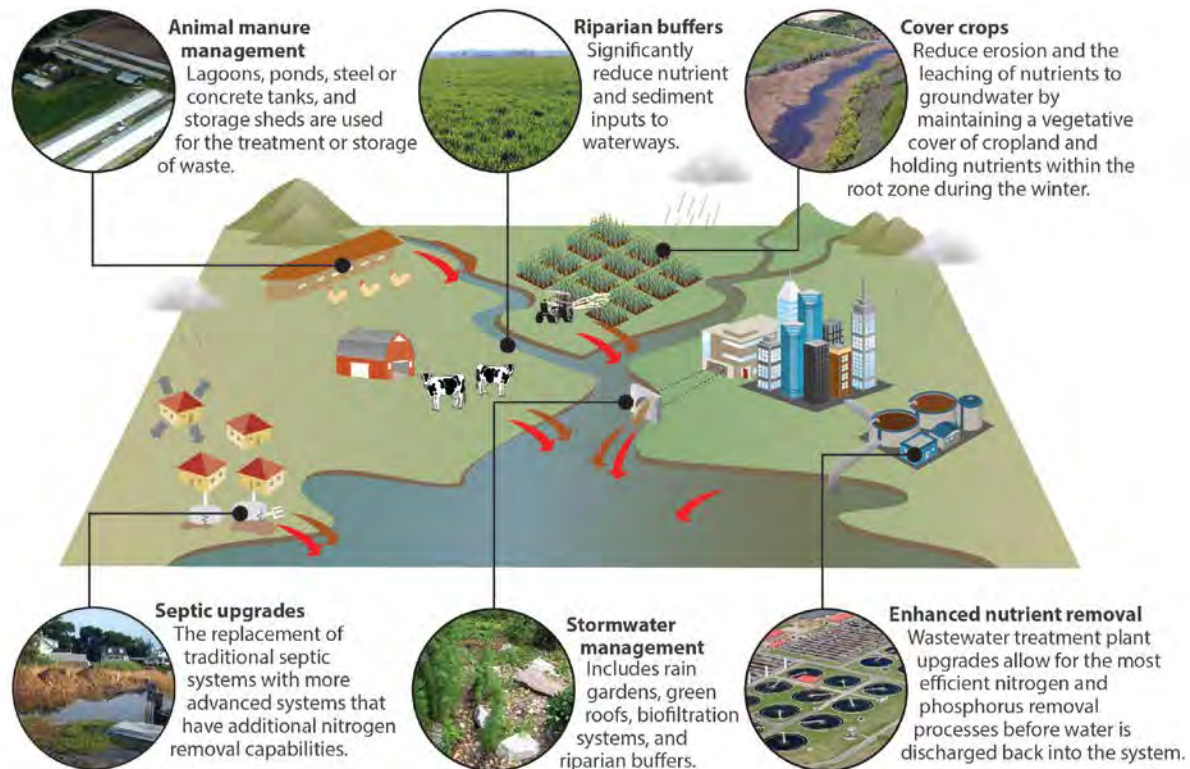 Animal manure
management
Lagoons, ponds, steel or
concrete tanks, and
storage sheds are used
for the treatment or storage
of waste.
Riparian buffers
Significantly
reduce nutrient
and sediment
inputs to
waterways.
Cover crops
Reduce erosion and the
leaching of nutrients to
groundwater by
maintaining a vegetative
cover of cropland and
holding nutrients within the
root zone during the winter.
Septic upgrades
The replacement of
traditional septic
systems with more
advanced systems that
have additional nitrogen
removal capabilities.
Stormwater
management
Includes rain
gardens, green
roofs, biofiltration
systems, and
riparian buffers.
Enhanced nutrient removal
Wastewater treatment plant
upgrades allow for the most
efficient nitrogen and
phosphorus removal
processes before water is
discharged back into the system.